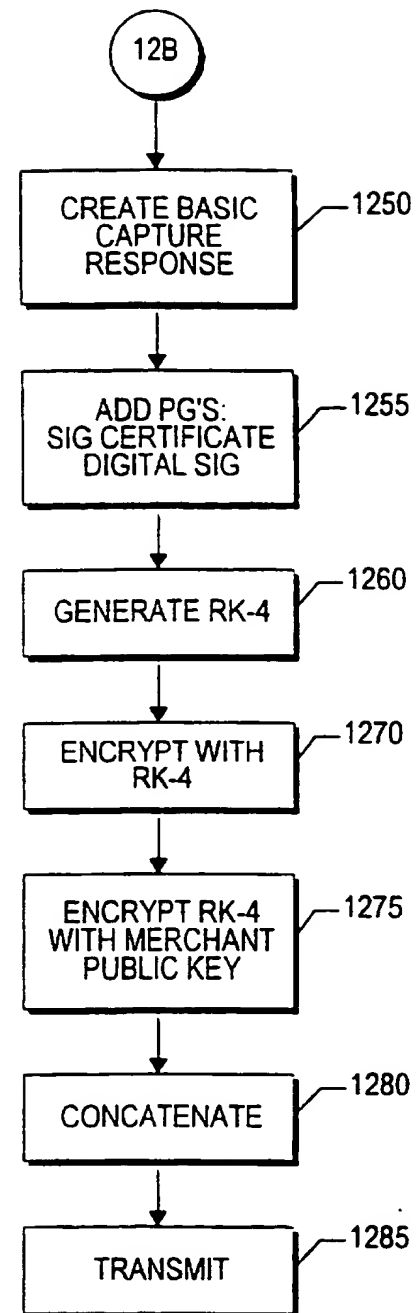 12B
CREATE BASIC
CAPTURE
RESPONSE
1250
ADD PG'S:
SIG CERTIFICATE
DIGITAL SIG
1255
GENERATE RK-4
1260
ENCRYPT WITH
RK-4
1270
ENCRYPT RK-4
WITH MERCHANT
PUBLIC KEY
1275
CONCATENATE
1280
TRANSMIT
1285